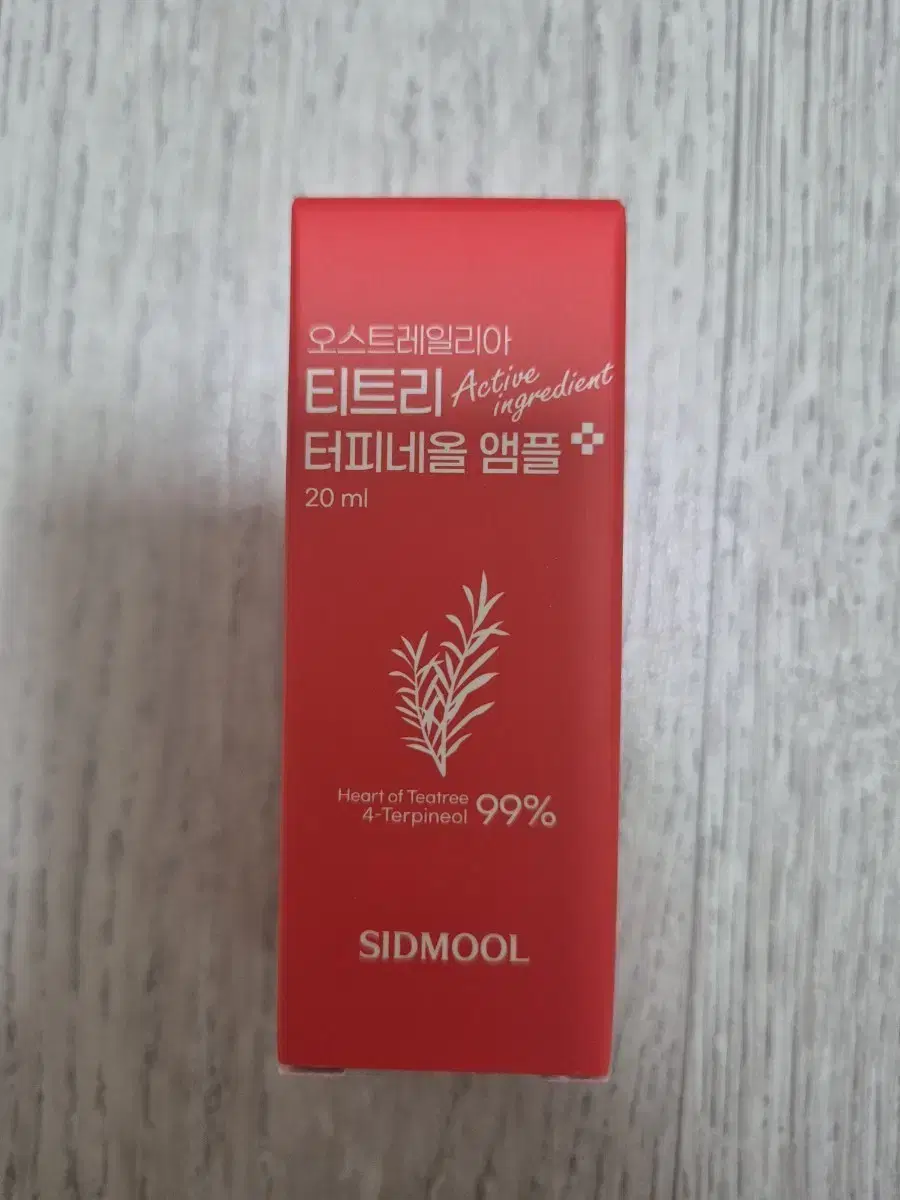 오스트레일리아
티트리 Active ingredient
터피네올 앰플
20 ml
Heart of Teatree
4-Terpineol 99%
SIDMOOL